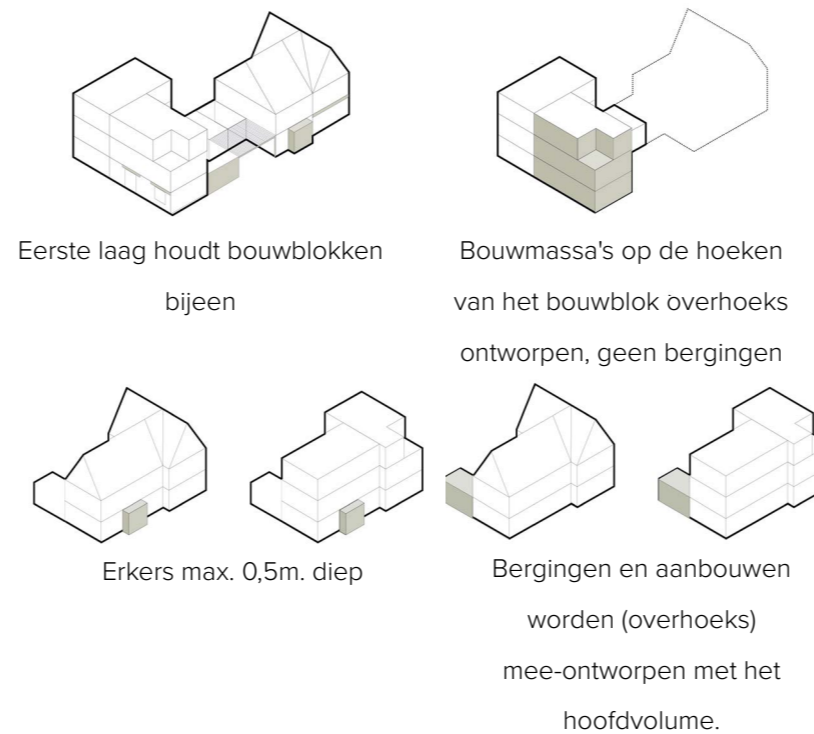 Eerste laag houdt bouwblokken
bijeen
Bouwmassa's op de hoeken
van het bouwblok overhoeks
ontworpen, geen bergingen
Erkers max. 0,5m. diep
Bergingen en aanbouwen
worden (overhoeks)
mee-ontworpen met het
hoofdvolume.